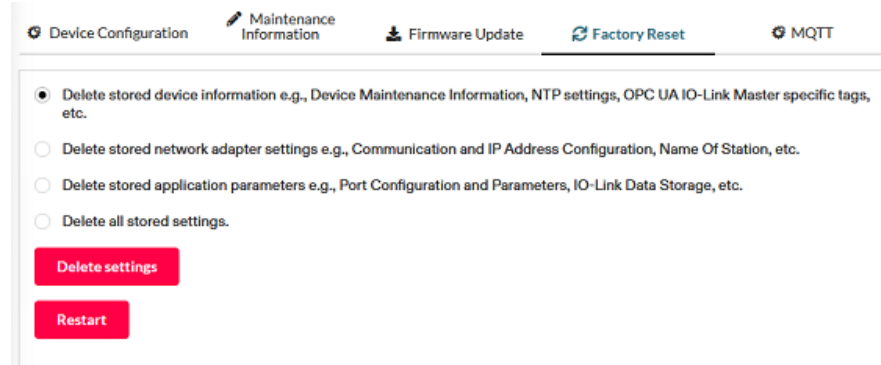 Device Configuration
Maintenance
Information
Firmware Update
Factory Reset
MQTT
Delete stored device information e.g., Device Maintenance Information, NTP settings, OPC UA IO-Link Master specific tags,
etc.
Delete stored network adapter settings e.g., Communication and IP Address Configuration, Name Of Station, etc.
Delete stored application parameters e.g., Port Configuration and Parameters, IO-Link Data Storage, etc.
Delete all stored settings.
Delete settings
Restart